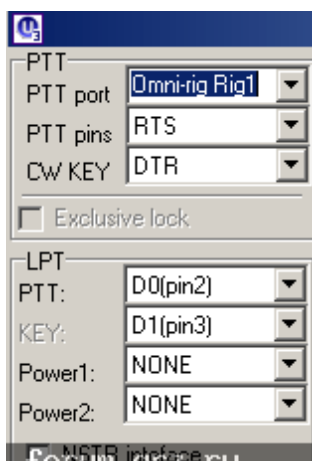 PTT
PTT port Omni-rig Rig1
PTT pins RTS
CW KEY DTR
Exclusive lock
LPT
PTT: D0(pin2)
KEY: D1(pin3)
Power1: NONE
Power2: NONE